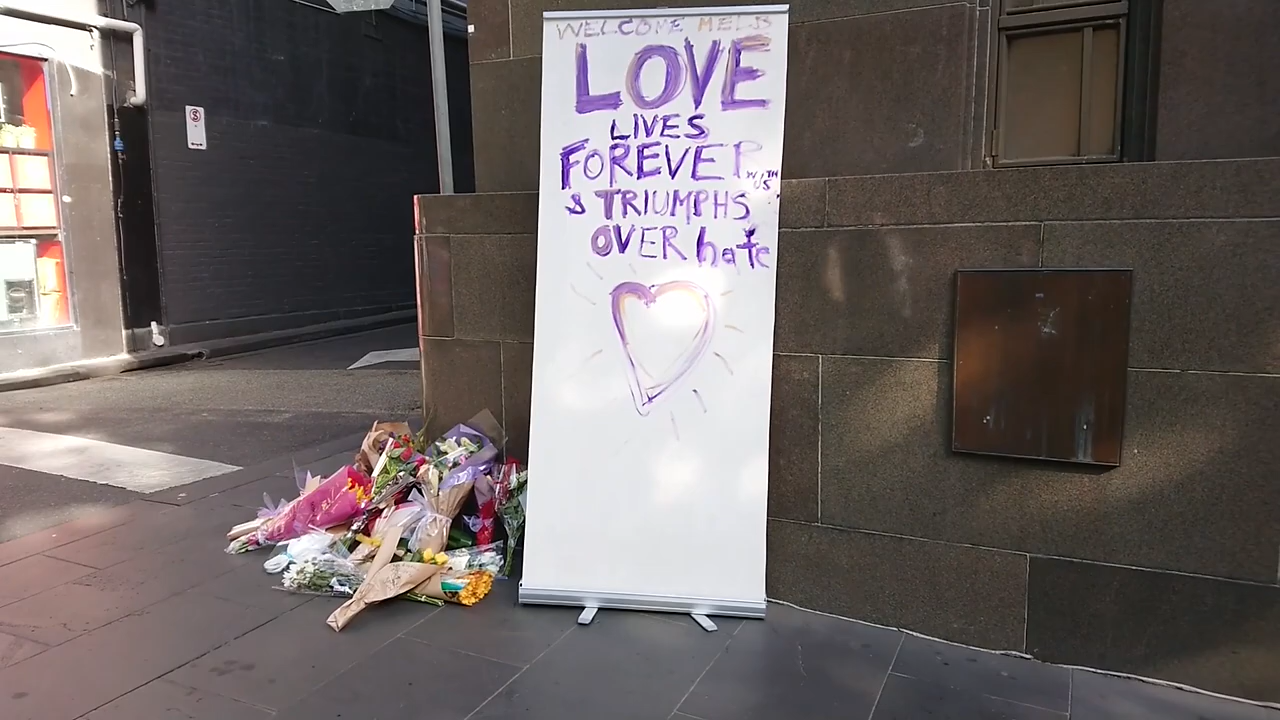 WELCOME MELB
LOVE
LIVES
FOREVER
WITH
US
& TRIUMPHS
OVER hate
S